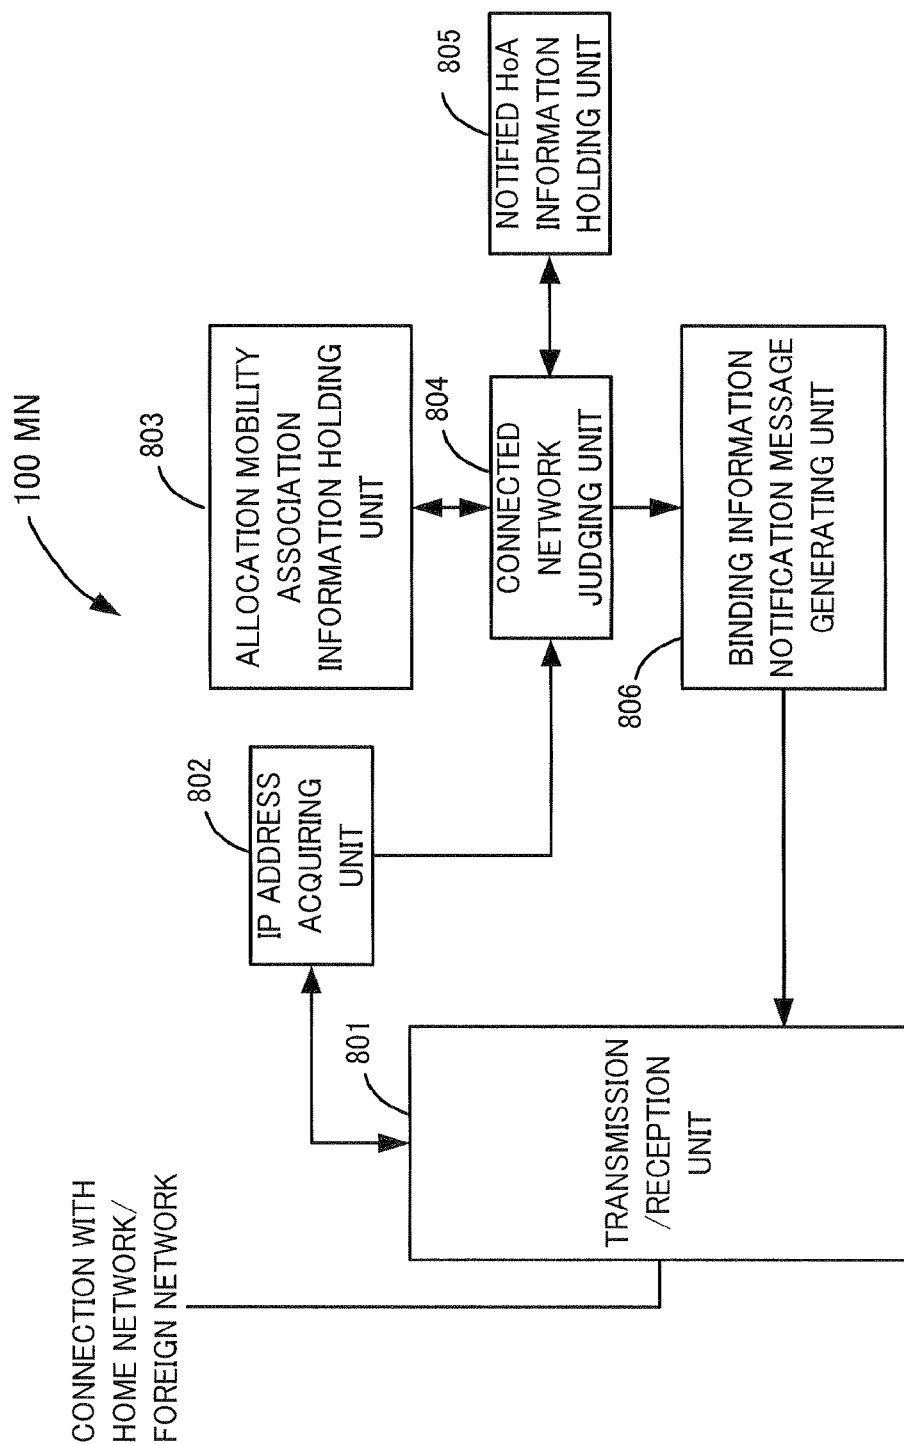 100 MN
CONNECTION WITH
HOME NETWORK/
FOREIGN NETWORK
801
TRANSMISSION
/RECEPTION
UNIT
802
IP ADDRESS
ACQUIRING
UNIT
803
ALLOCATION MOBILITY
ASSOCIATION
INFORMATION HOLDING
UNIT
804
CONNECTED
NETWORK
JUDGING UNIT
805
NOTIFIED HoA
INFORMATION
HOLDING UNIT
806
BINDING INFORMATION
NOTIFICATION MESSAGE
GENERATING UNIT